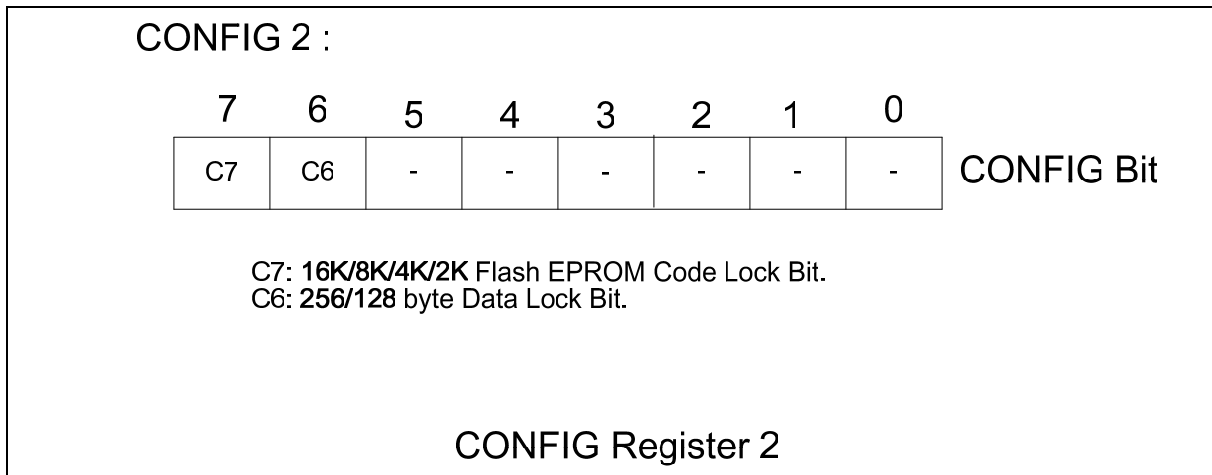 CONFIG 2 :
7 6 5 4 3 2 1 0
C7 C6 - - - - - - CONFIG Bit
C7: 16K/8K/4K/2K Flash EPROM Code Lock Bit.
C6: 256/128 byte Data Lock Bit.
CONFIG Register 2